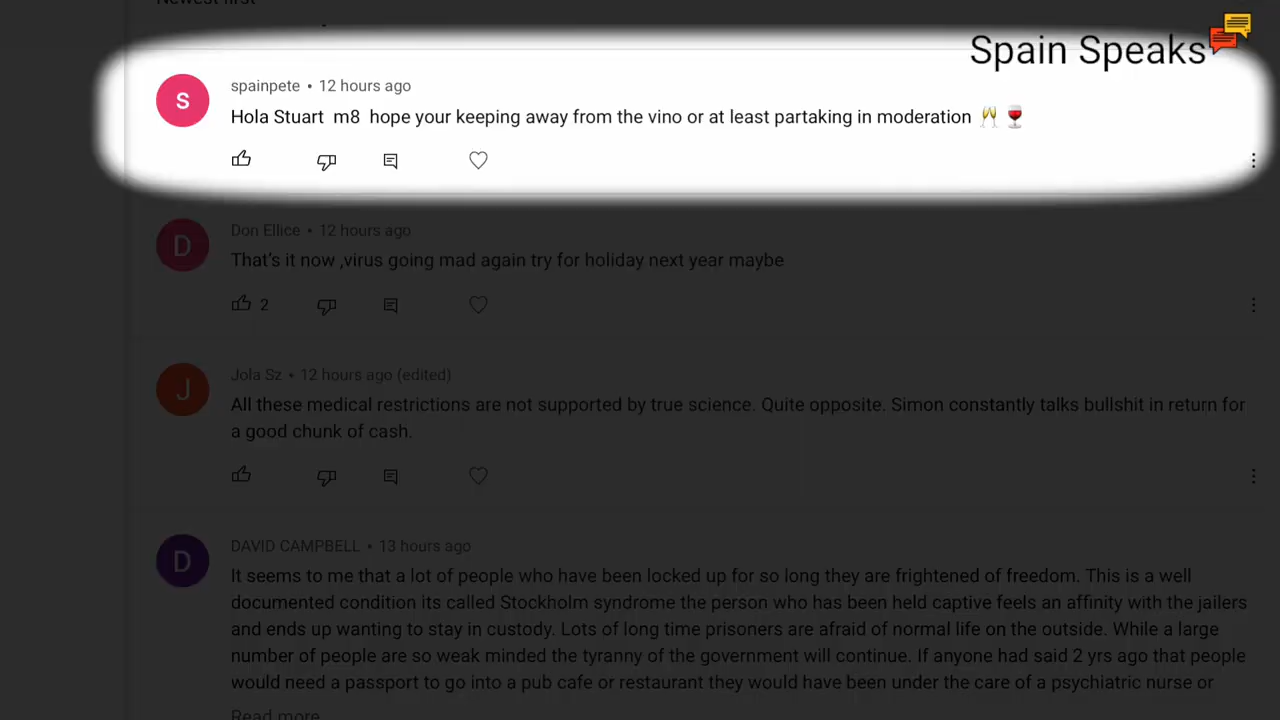 Newest first
Spain Speaks
spainpete • 12 hours ago
Hola Stuart m8 hope your keeping away from the vino or at least partaking in moderation 🥂 🍷
Don Ellice • 12 hours ago
That's it now ,virus going mad again try for holiday next year maybe
2
Jola Sz • 12 hours ago (edited)
All these medical restrictions are not supported by true science. Quite opposite. Simon constantly talks bullshit in return for
a good chunk of cash.
DAVID CAMPBELL • 13 hours ago
It seems to me that a lot of people who have been locked up for so long they are frightened of freedom. This is a well
documented condition its called Stockholm syndrome the person who has been held captive feels an affinity with the jailers
and ends up wanting to stay in custody. Lots of long time prisoners are afraid of normal life on the outside. While a large
number of people are so weak minded the tyranny of the government will continue. If anyone had said 2 yrs ago that people
would need a passport to go into a pub cafe or restaurant they would have been under the care of a psychiatric nurse or
Read more
S
D
J
D